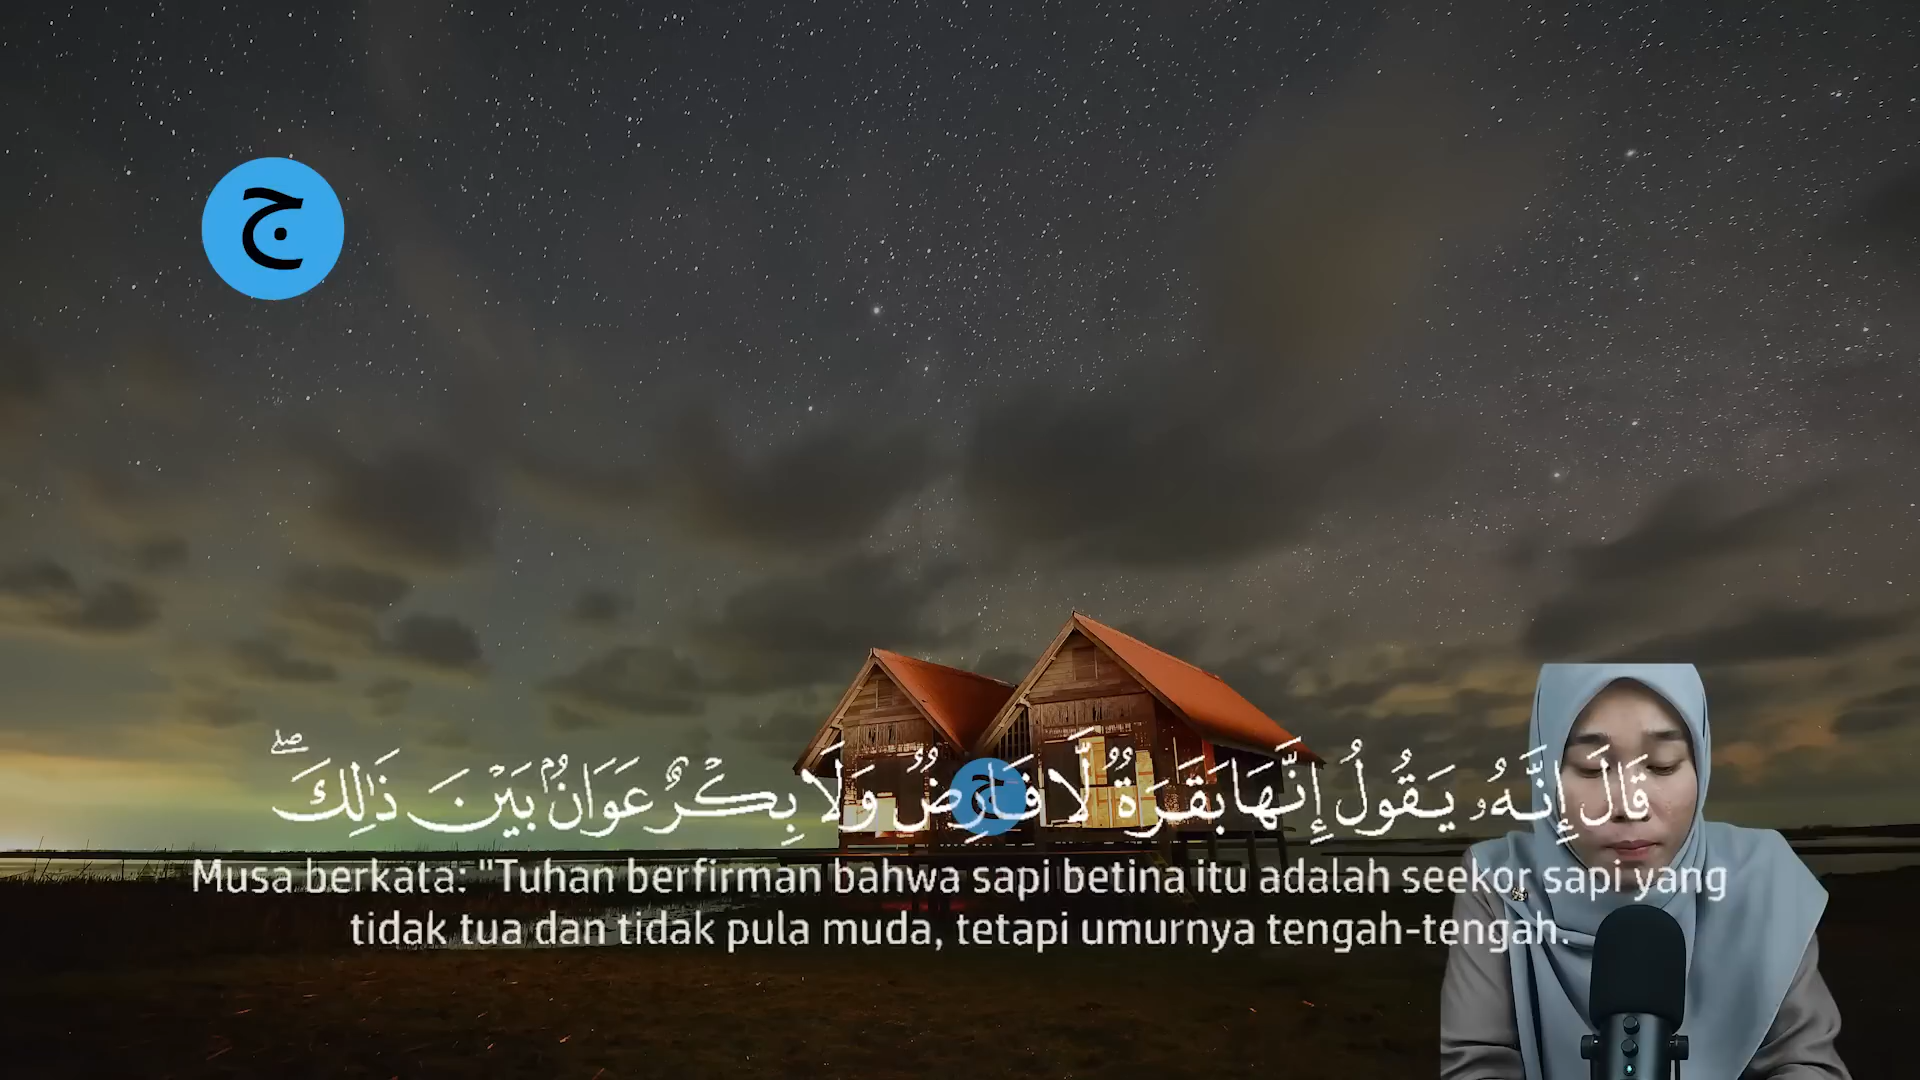 ج
قَالَ إِنَّهُۥ يَقُولُ إِنَّهَا بَقَرَةٌ لَّا فَارِضٌ وَلَا بِكْرٌ عَوَانٌۢ بَيْنَ ذَٰلِكَ ۖ
ج
Musa berkata: "Tuhan berfirman bahwa sapi betina itu adalah seekor sapi yang
tidak tua dan tidak pula muda, tetapi umurnya tengah-tengah.